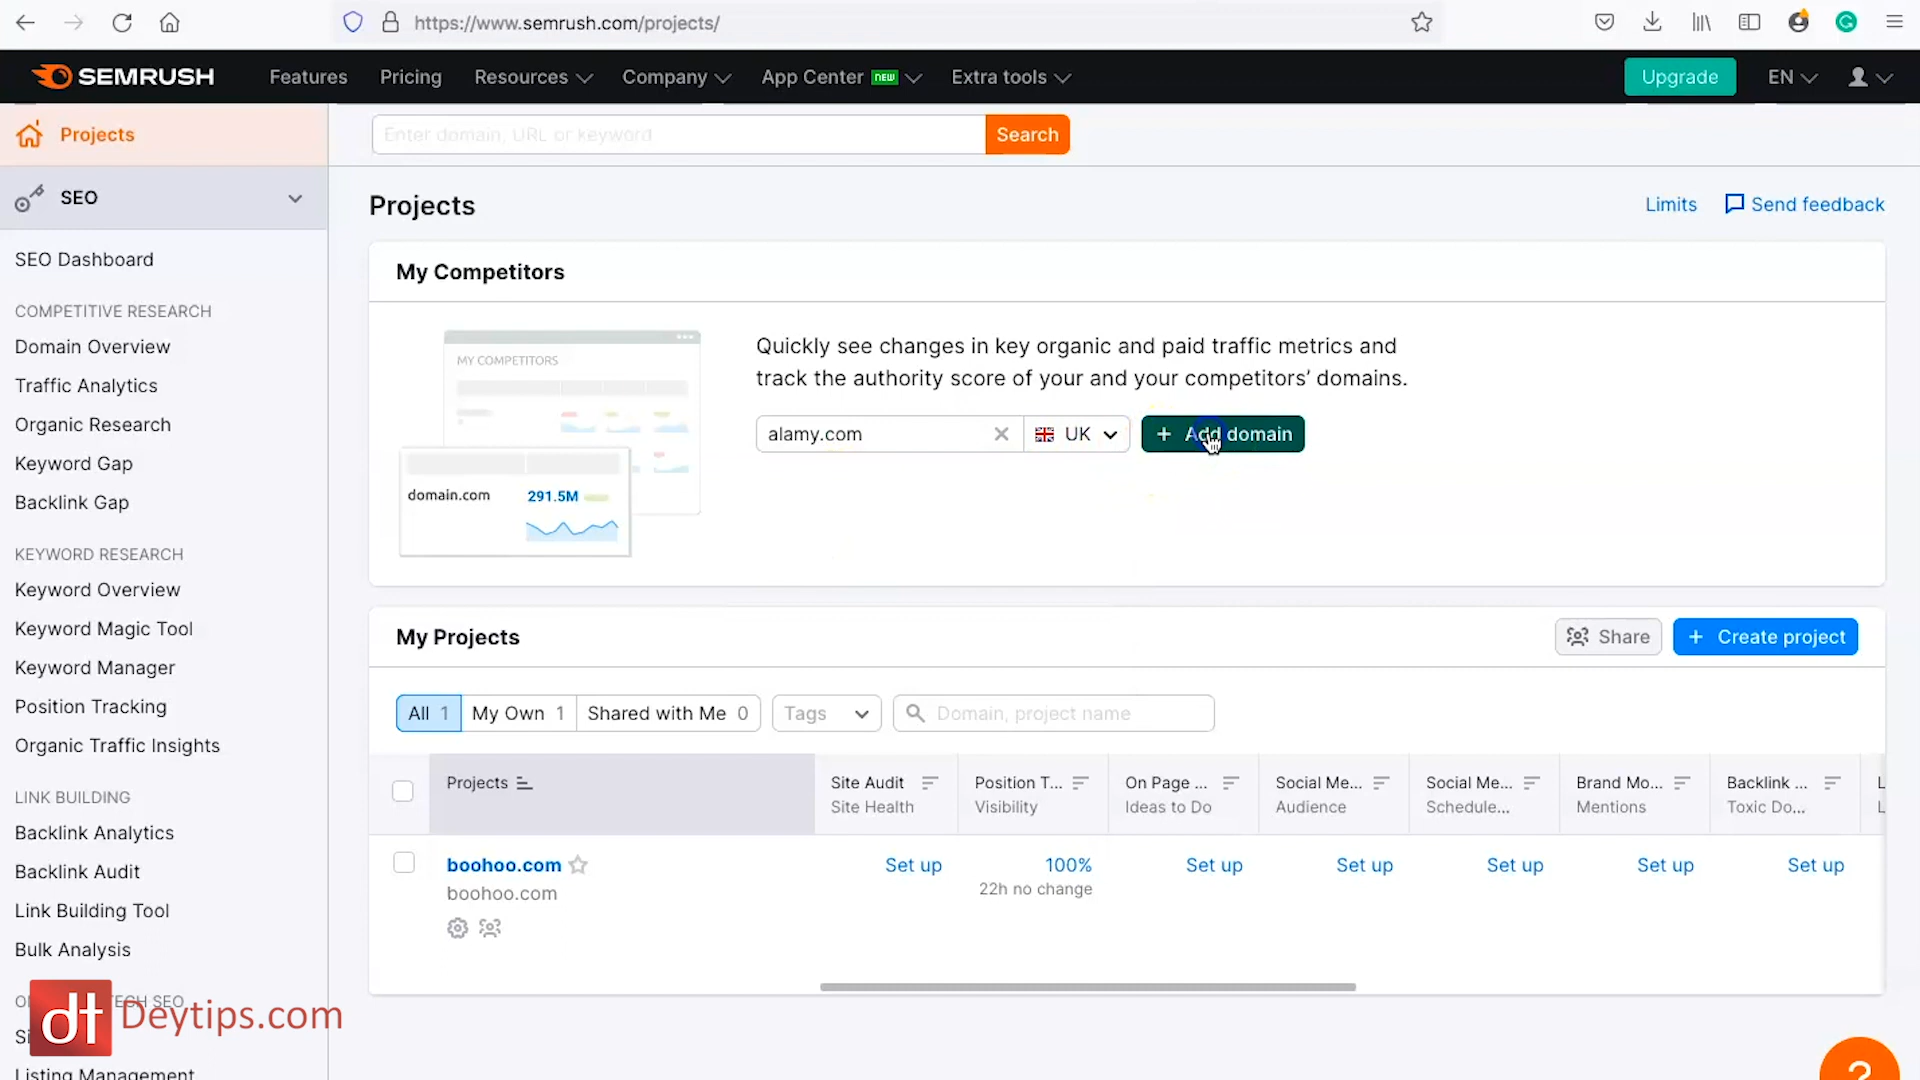 https://www.semrush.com/projects/
SEMRUSH
Features
Pricing
Resources
Company
App Center NEW
Extra tools
Upgrade
EN
Projects
Enter domain, URL or keyword
Search
SEO
Projects
Limits
Send feedback
SEO Dashboard
My Competitors
COMPETITIVE RESEARCH
Domain Overview
Traffic Analytics
Organic Research
Keyword Gap
Backlink Gap
MY COMPETITORS
domain.com
291.5M
Quickly see changes in key organic and paid traffic metrics and
track the authority score of your and your competitors' domains.
alamy.com
UK
+ Add domain
KEYWORD RESEARCH
Keyword Overview
Keyword Magic Tool
Keyword Manager
Position Tracking
Organic Traffic Insights
My Projects
Share
+ Create project
All 1
My Own 1
Shared with Me 0
Tags
Domain, project name
Projects
Site Audit
Site Health
Position T...
Visibility
On Page ...
Ideas to Do
Social Me...
Audience
Social Me...
Schedule...
Brand Mo...
Mentions
Backlink ...
Toxic Do...
boohoo.com
boohoo.com
Set up
100%
22h no change
Set up
Set up
Set up
Set up
Set up
LINK BUILDING
Backlink Analytics
Backlink Audit
Link Building Tool
Bulk Analysis
TECH SEO
dt Deytips.com
Listing Management
?